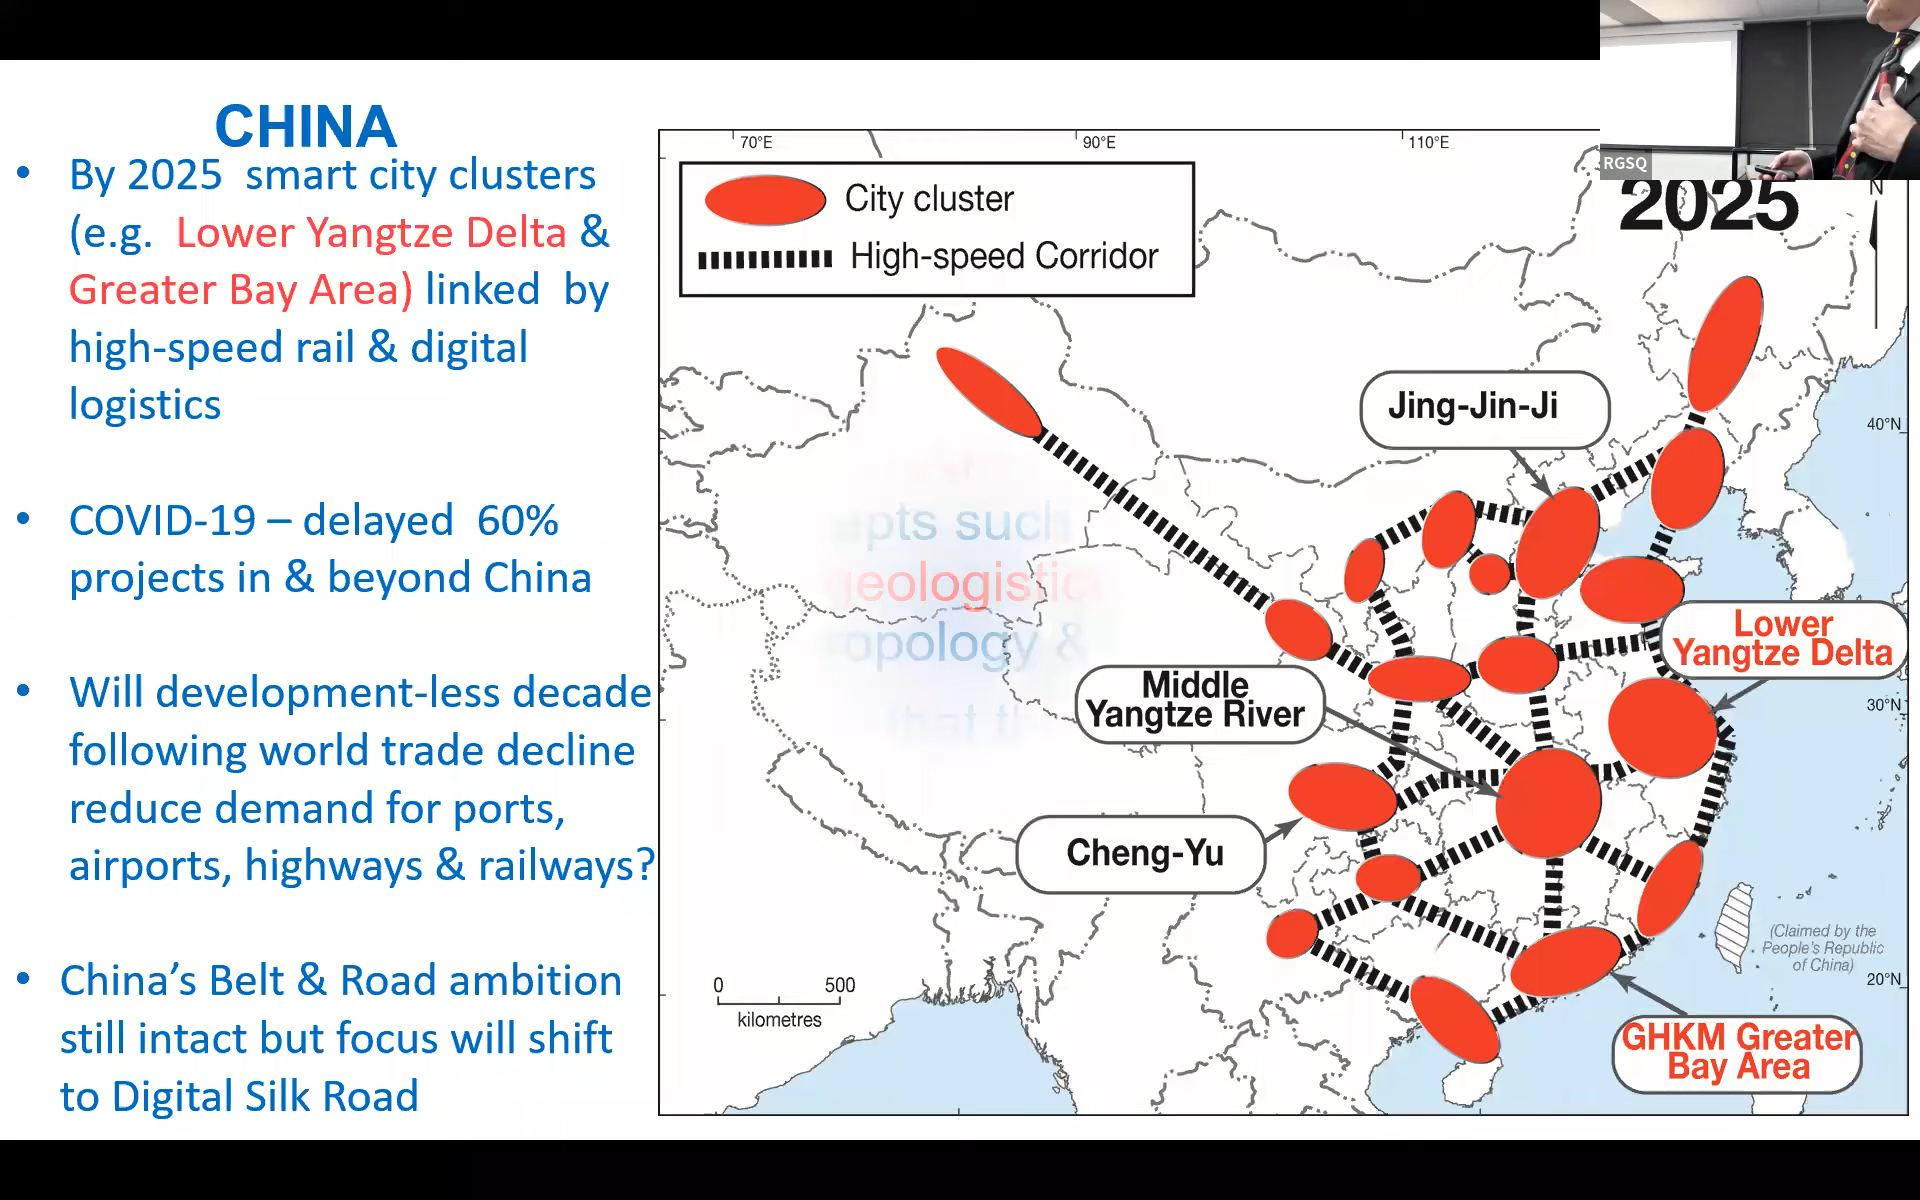 CHINA
• By 2025 smart city clusters
(e.g. Lower Yangtze Delta &
Greater Bay Area) linked by
high-speed rail & digital
logistics
• COVID-19 – delayed 60%
projects in & beyond China
• Will development-less decade
following world trade decline
reduce demand for ports,
airports, highways & railways?
• China's Belt & Road ambition
still intact but focus will shift
to Digital Silk Road
70°E
90°E
110°E
City cluster
High-speed Corridor
RGSQ
2025
N
Jing-Jin-Ji
40°N
such
geologistic
opology &
that
Lower
Yangtze Delta
Middle
Yangtze River
30°N
Cheng-Yu
(Claimed by the
People's Republic
of China)
20°N
0 500
kilometres
GHKM Greater
Bay Area